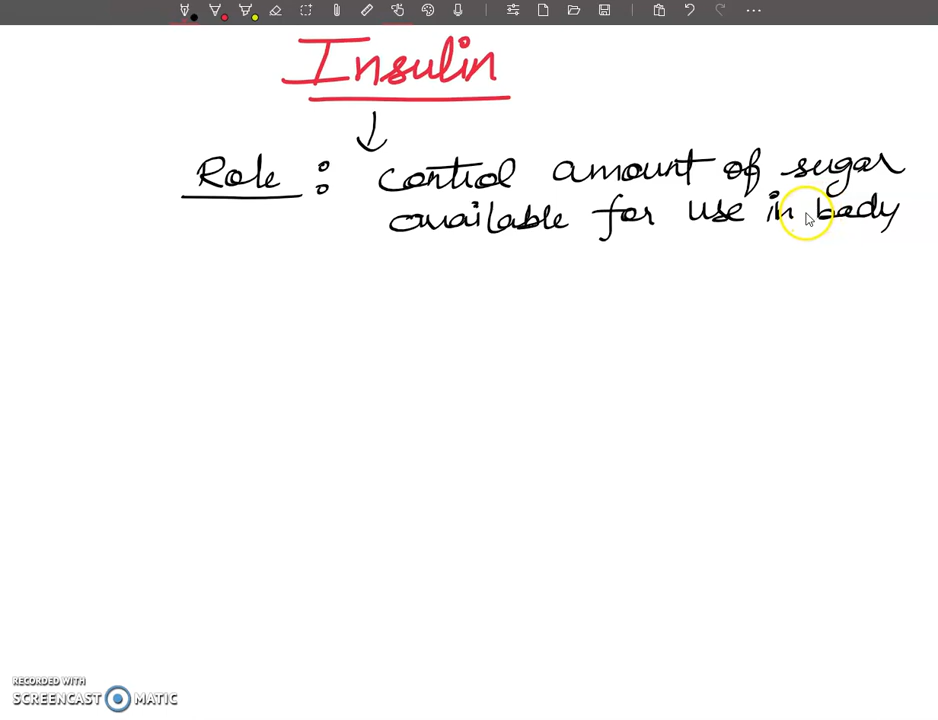 Insulin
Role : control amount of sugar
available for use in body
RECORDED WITH
SCREENCAST MATIC